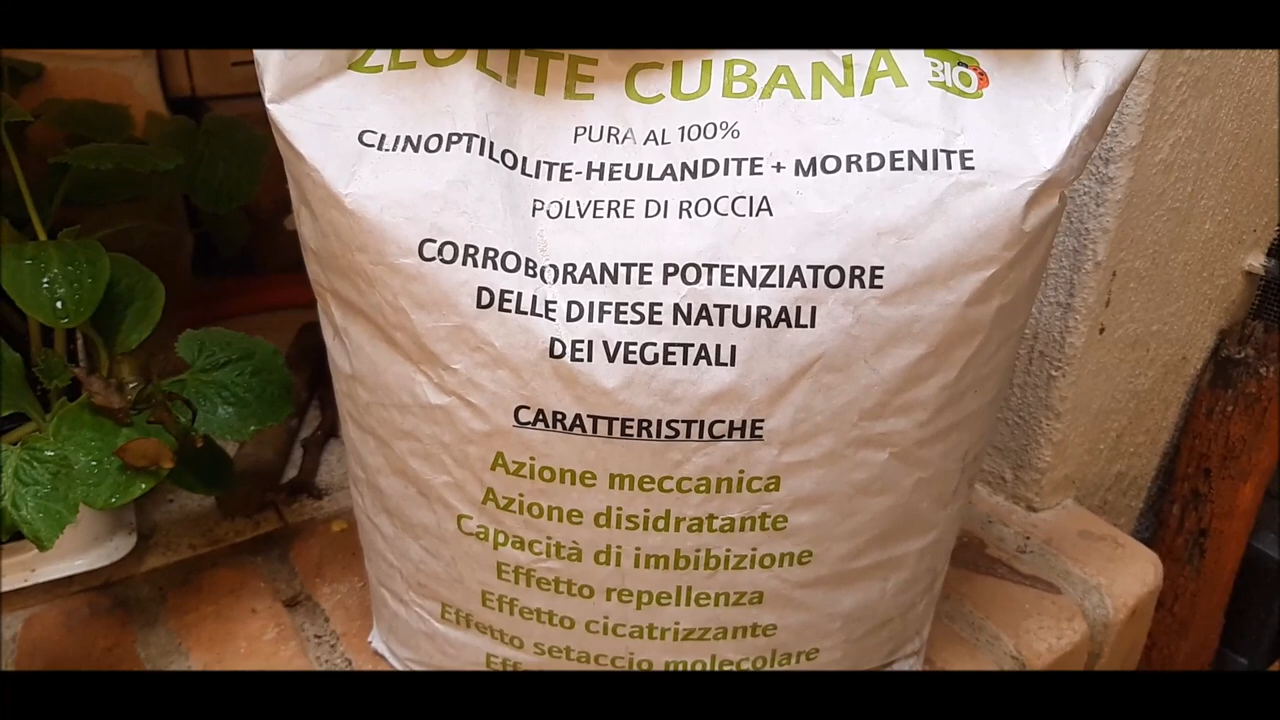 ZEOLITE CUBANA BIO
PURA AL 100%
CLINOPTILOLITE-HEULANDITE + MORDENITE
POLVERE DI ROCCIA
CORROBORANTE POTENZIATORE
DELLE DIFESE NATURALI
DEI VEGETALI
CARATTERISTICHE
Azione meccanica
Azione disidratante
Capacità di imbibizione
Effetto repellenza
Effetto cicatrizzante
Effetto setaccio molecolare